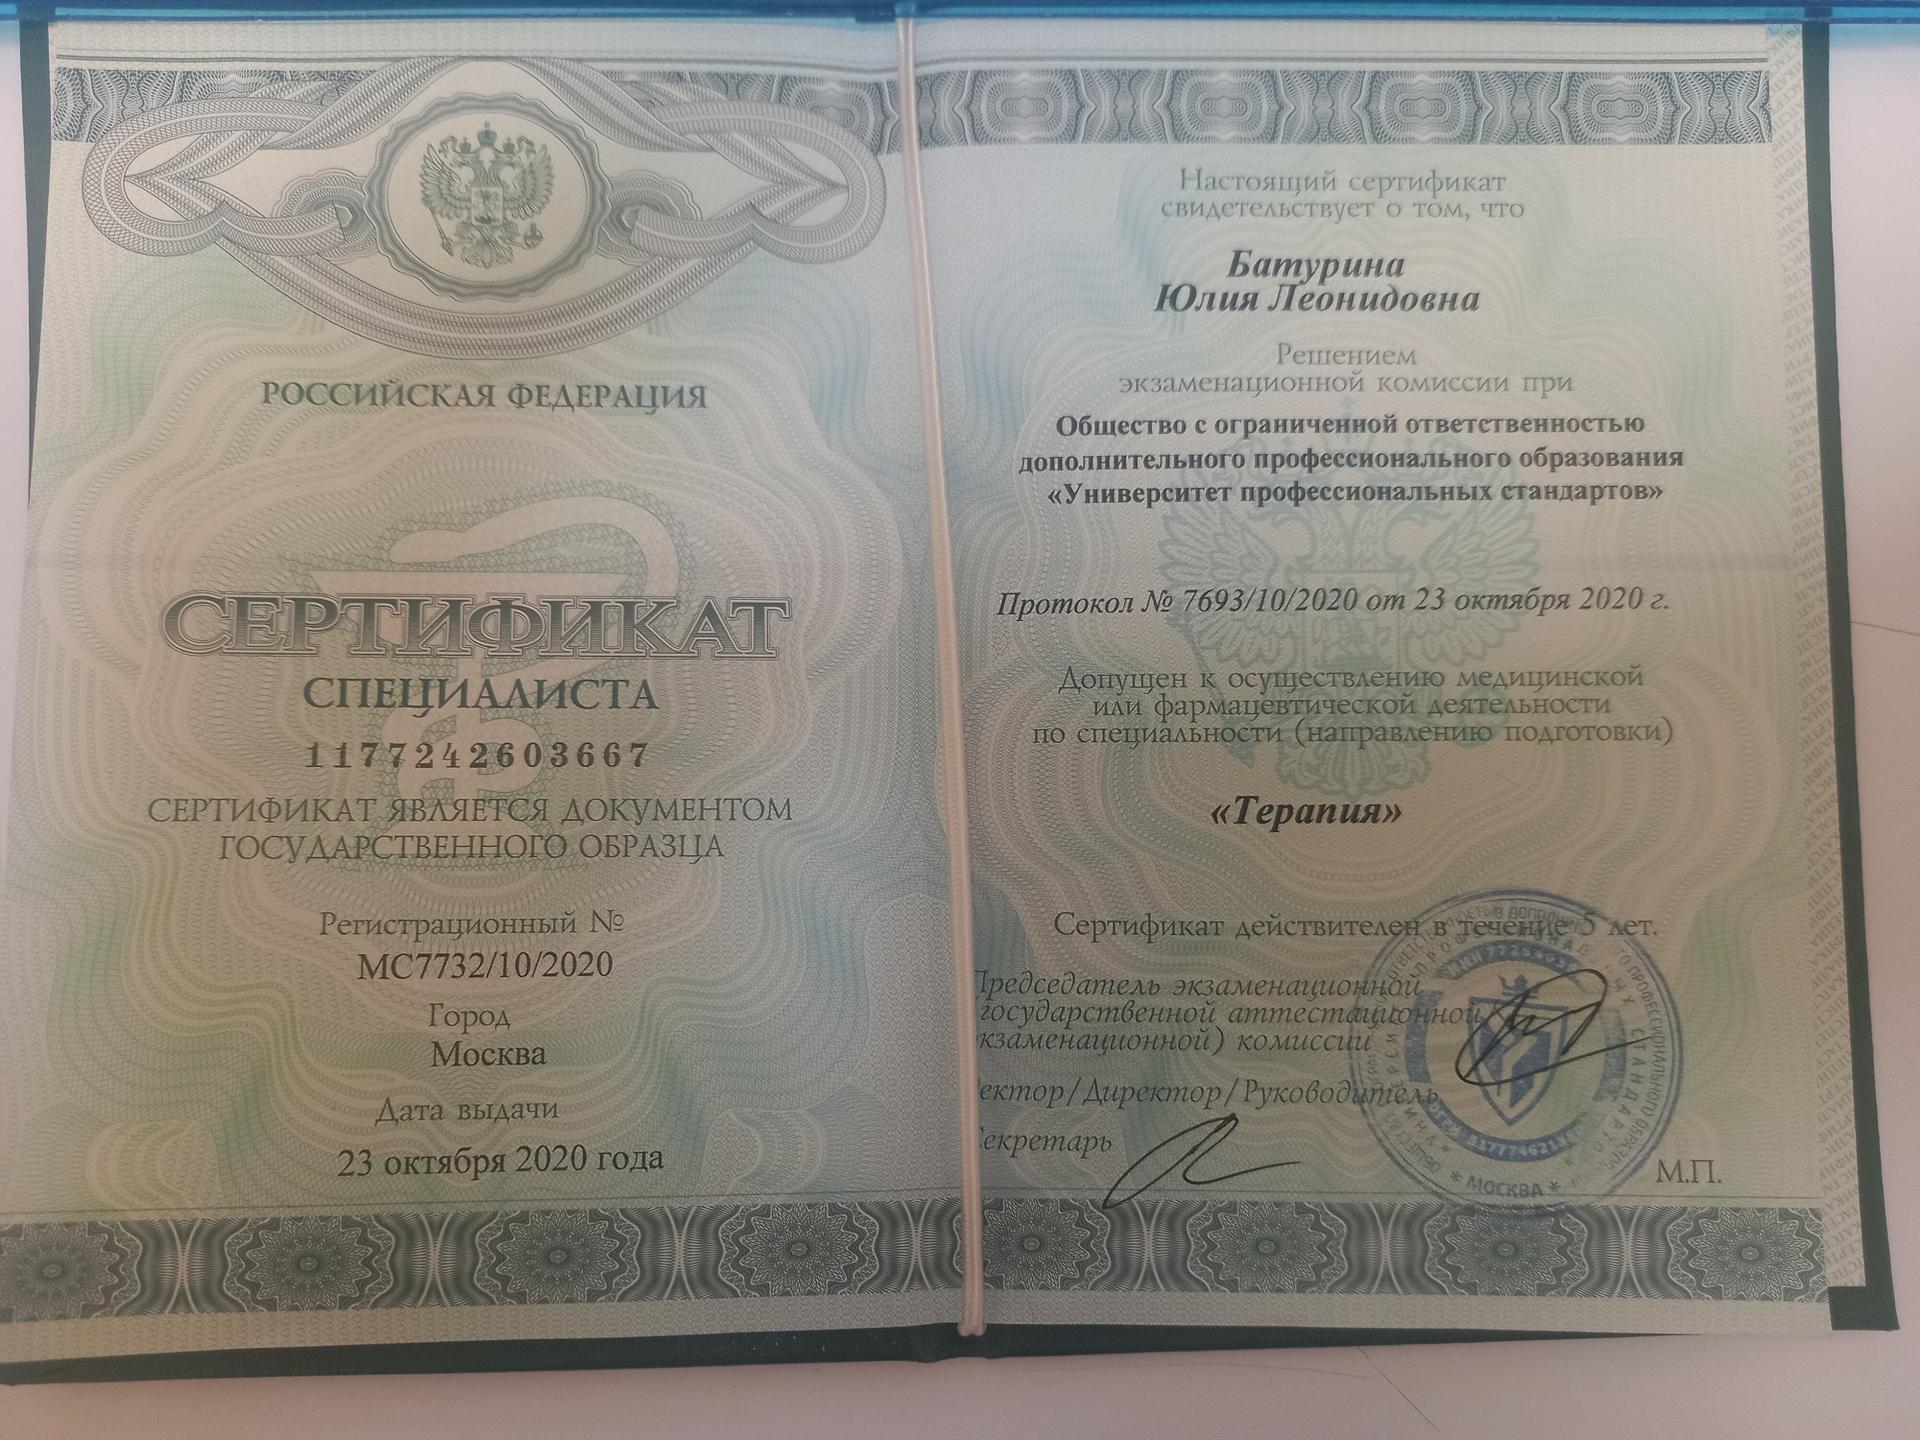 РОССИЙСКАЯ ФЕДЕРАЦИЯ
СЕРТИФИКАТ
СПЕЦИАЛИСТА
1177242603667
СЕРТИФИКАТ ЯВЛЯЕТСЯ ДОКУМЕНТОМ
ГОСУДАРСТВЕННОГО ОБРАЗЦА
Регистрационный №
МС7732/10/2020
Город
Москва
Дата выдачи
23 октября 2020 года
Настоящий сертификат
свидетельствует о том, что
Батурина
Юлия Леонидовна
Решением
экзаменационной комиссии при
Общество с ограниченной ответственностью
дополнительного профессионального образования
«Университет профессиональных стандартов»
Протокол № 7693/10/2020 от 23 октября 2020 г.
Допущен к осуществлению медицинской
или фармацевтической деятельности
по специальности (направлению подготовки)
«Терапия»
Сертификат действителен в течение 5 лет.
Председатель экзаменационной
государственной аттестационной
экзаменационной) комиссии
Ректор/Директор/Руководитель
Секретарь
М.П.
* МОСКВА *